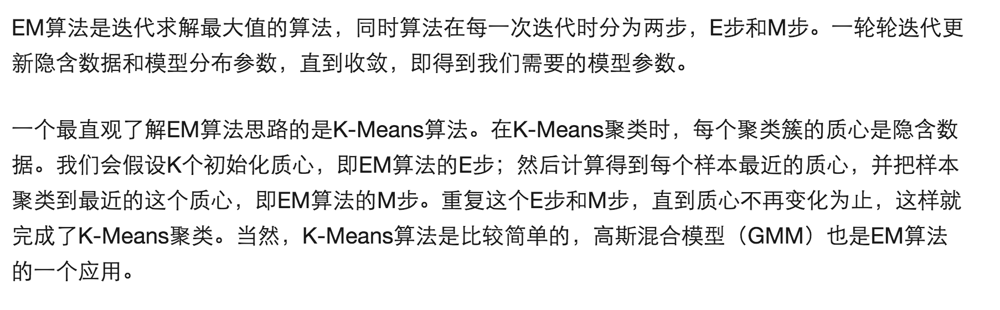 EM算法是迭代求解最大值的算法，同时算法在每一次迭代时分为两步，E步和M步。一轮轮迭代更
新隐含数据和模型分布参数，直到收敛，即得到我们需要的模型参数。
一个最直观了解EM算法思路的是K-Means算法。在K-Means聚类时，每个聚类簇的质心是隐含数
据。我们会假设K个初始化质心，即EM算法的E步；然后计算得到每个样本最近的质心，并把样本
聚类到最近的这个质心，即EM算法的M步。重复这个E步和M步，直到质心不再变化为止，这样就
完成了K-Means聚类。当然，K-Means算法是比较简单的，高斯混合模型（GMM）也是EM算法
的一个应用。